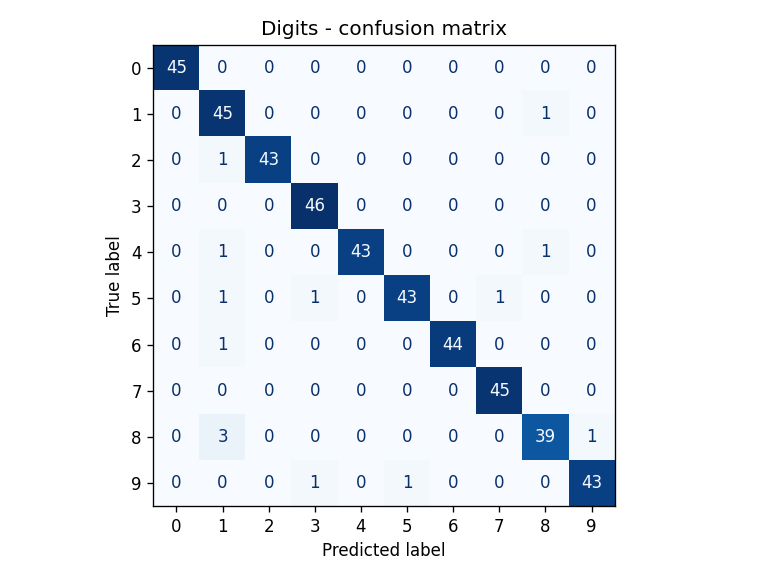 Digits - confusion matrix
0 45 0 0 0 0 0 0 0 0 0
1 0 45 0 0 0 0 0 0 1 0
2 0 1 43 0 0 0 0 0 0 0
3 0 0 0 46 0 0 0 0 0 0
4 0 1 0 0 43 0 0 0 1 0
5 0 1 0 1 0 43 0 1 0 0
6 0 1 0 0 0 0 44 0 0 0
7 0 0 0 0 0 0 0 45 0 0
8 0 3 0 0 0 0 0 0 39 1
9 0 0 0 1 0 1 0 0 0 43
0 1 2 3 4 5 6 7 8 9
True label
Predicted label